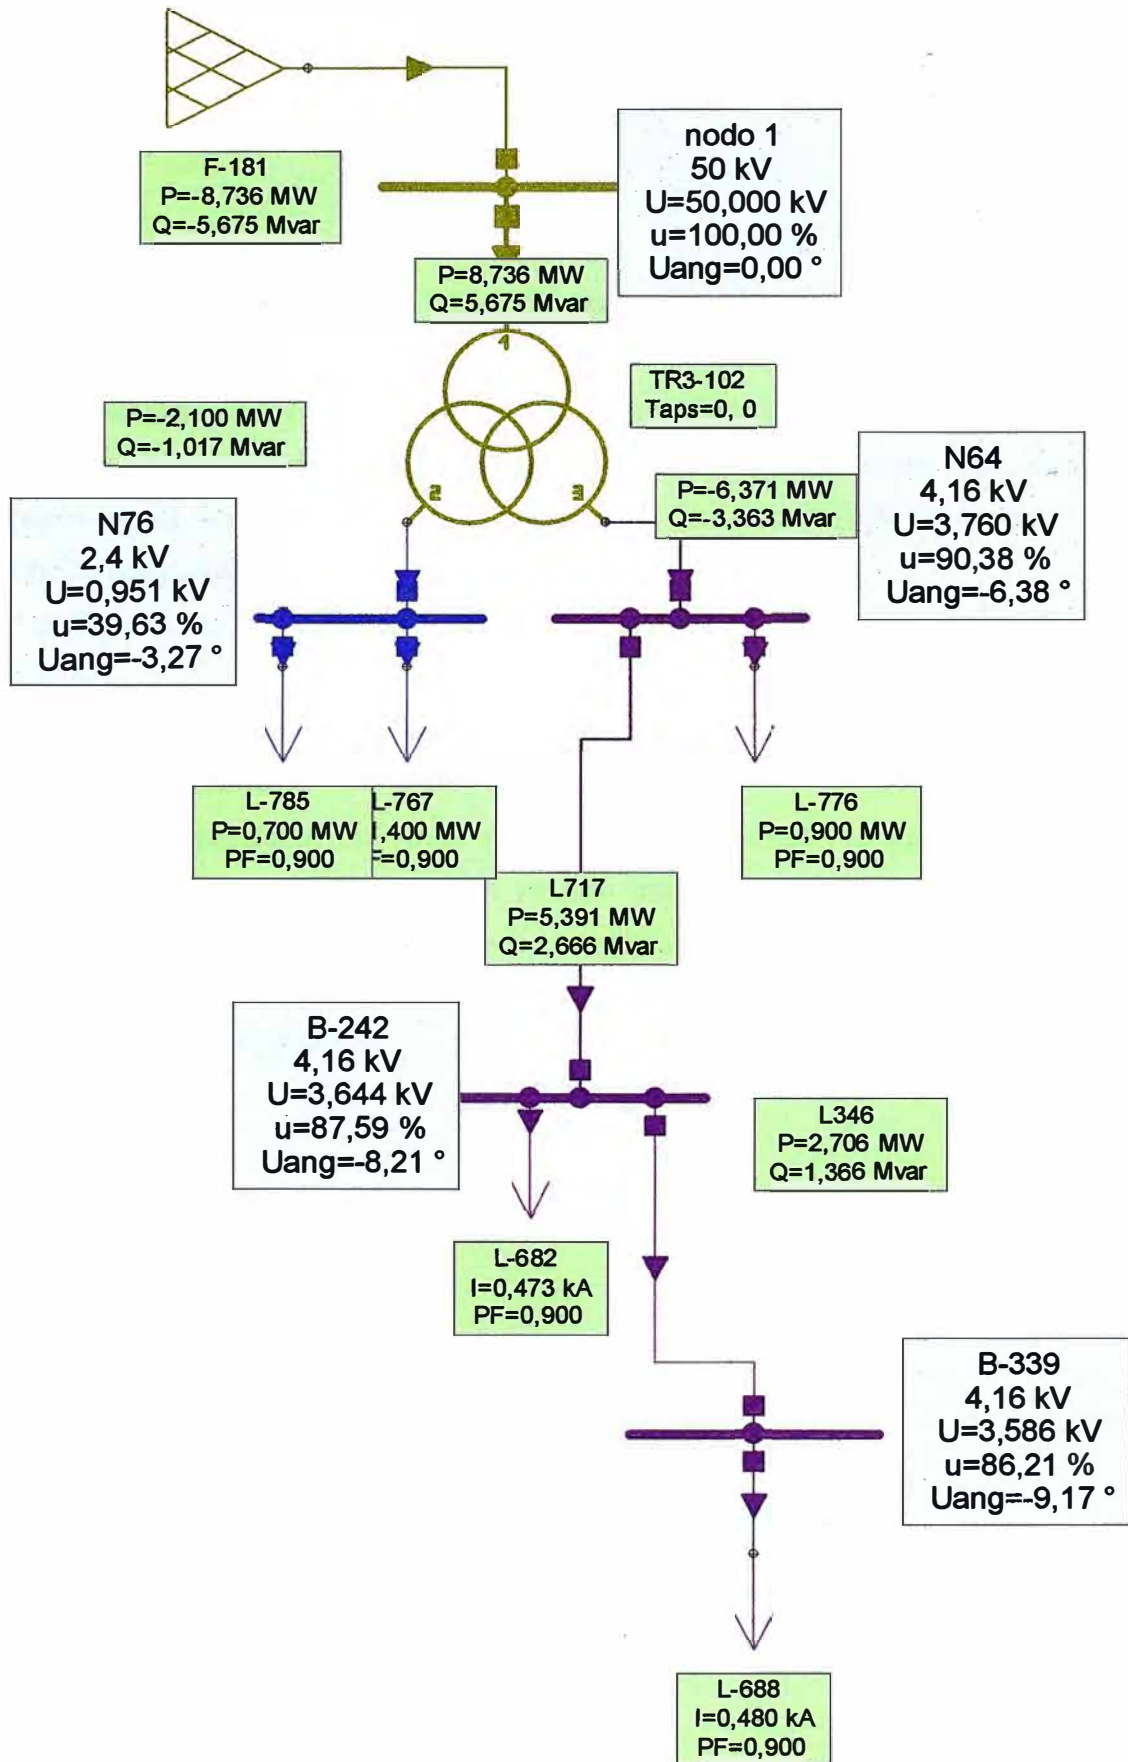 F-181
P=-8,736 MW
Q=-5,675 Mvar
nodo 1
50 kV
U=50,000 kV
u=100,00 %
Uang=0,00 °
P=8,736 MW
Q=5,675 Mvar
1
TR3-102
Taps=0, 0
P=-2,100 MW
Q=-1,017 Mvar
2
3
P=-6,371 MW
Q=-3,363 Mvar
N64
4,16 kV
U=3,760 kV
u=90,38 %
Uang=-6,38 °
N76
2,4 kV
U=0,951 kV
u=39,63 %
Uang=-3,27 °
L-785
P=0,700 MW
PF=0,900
L-767
,400 MW
=0,900
L-776
P=0,900 MW
PF=0,900
L717
P=5,391 MW
Q=2,666 Mvar
B-242
4,16 kV
U=3,644 kV
u=87,59 %
Uang=-8,21 °
L346
P=2,706 MW
Q=1,366 Mvar
L-682
I=0,473 kA
PF=0,900
B-339
4,16 kV
U=3,586 kV
u=86,21 %
Uang=-9,17 °
L-688
I=0,480 kA
PF=0,900